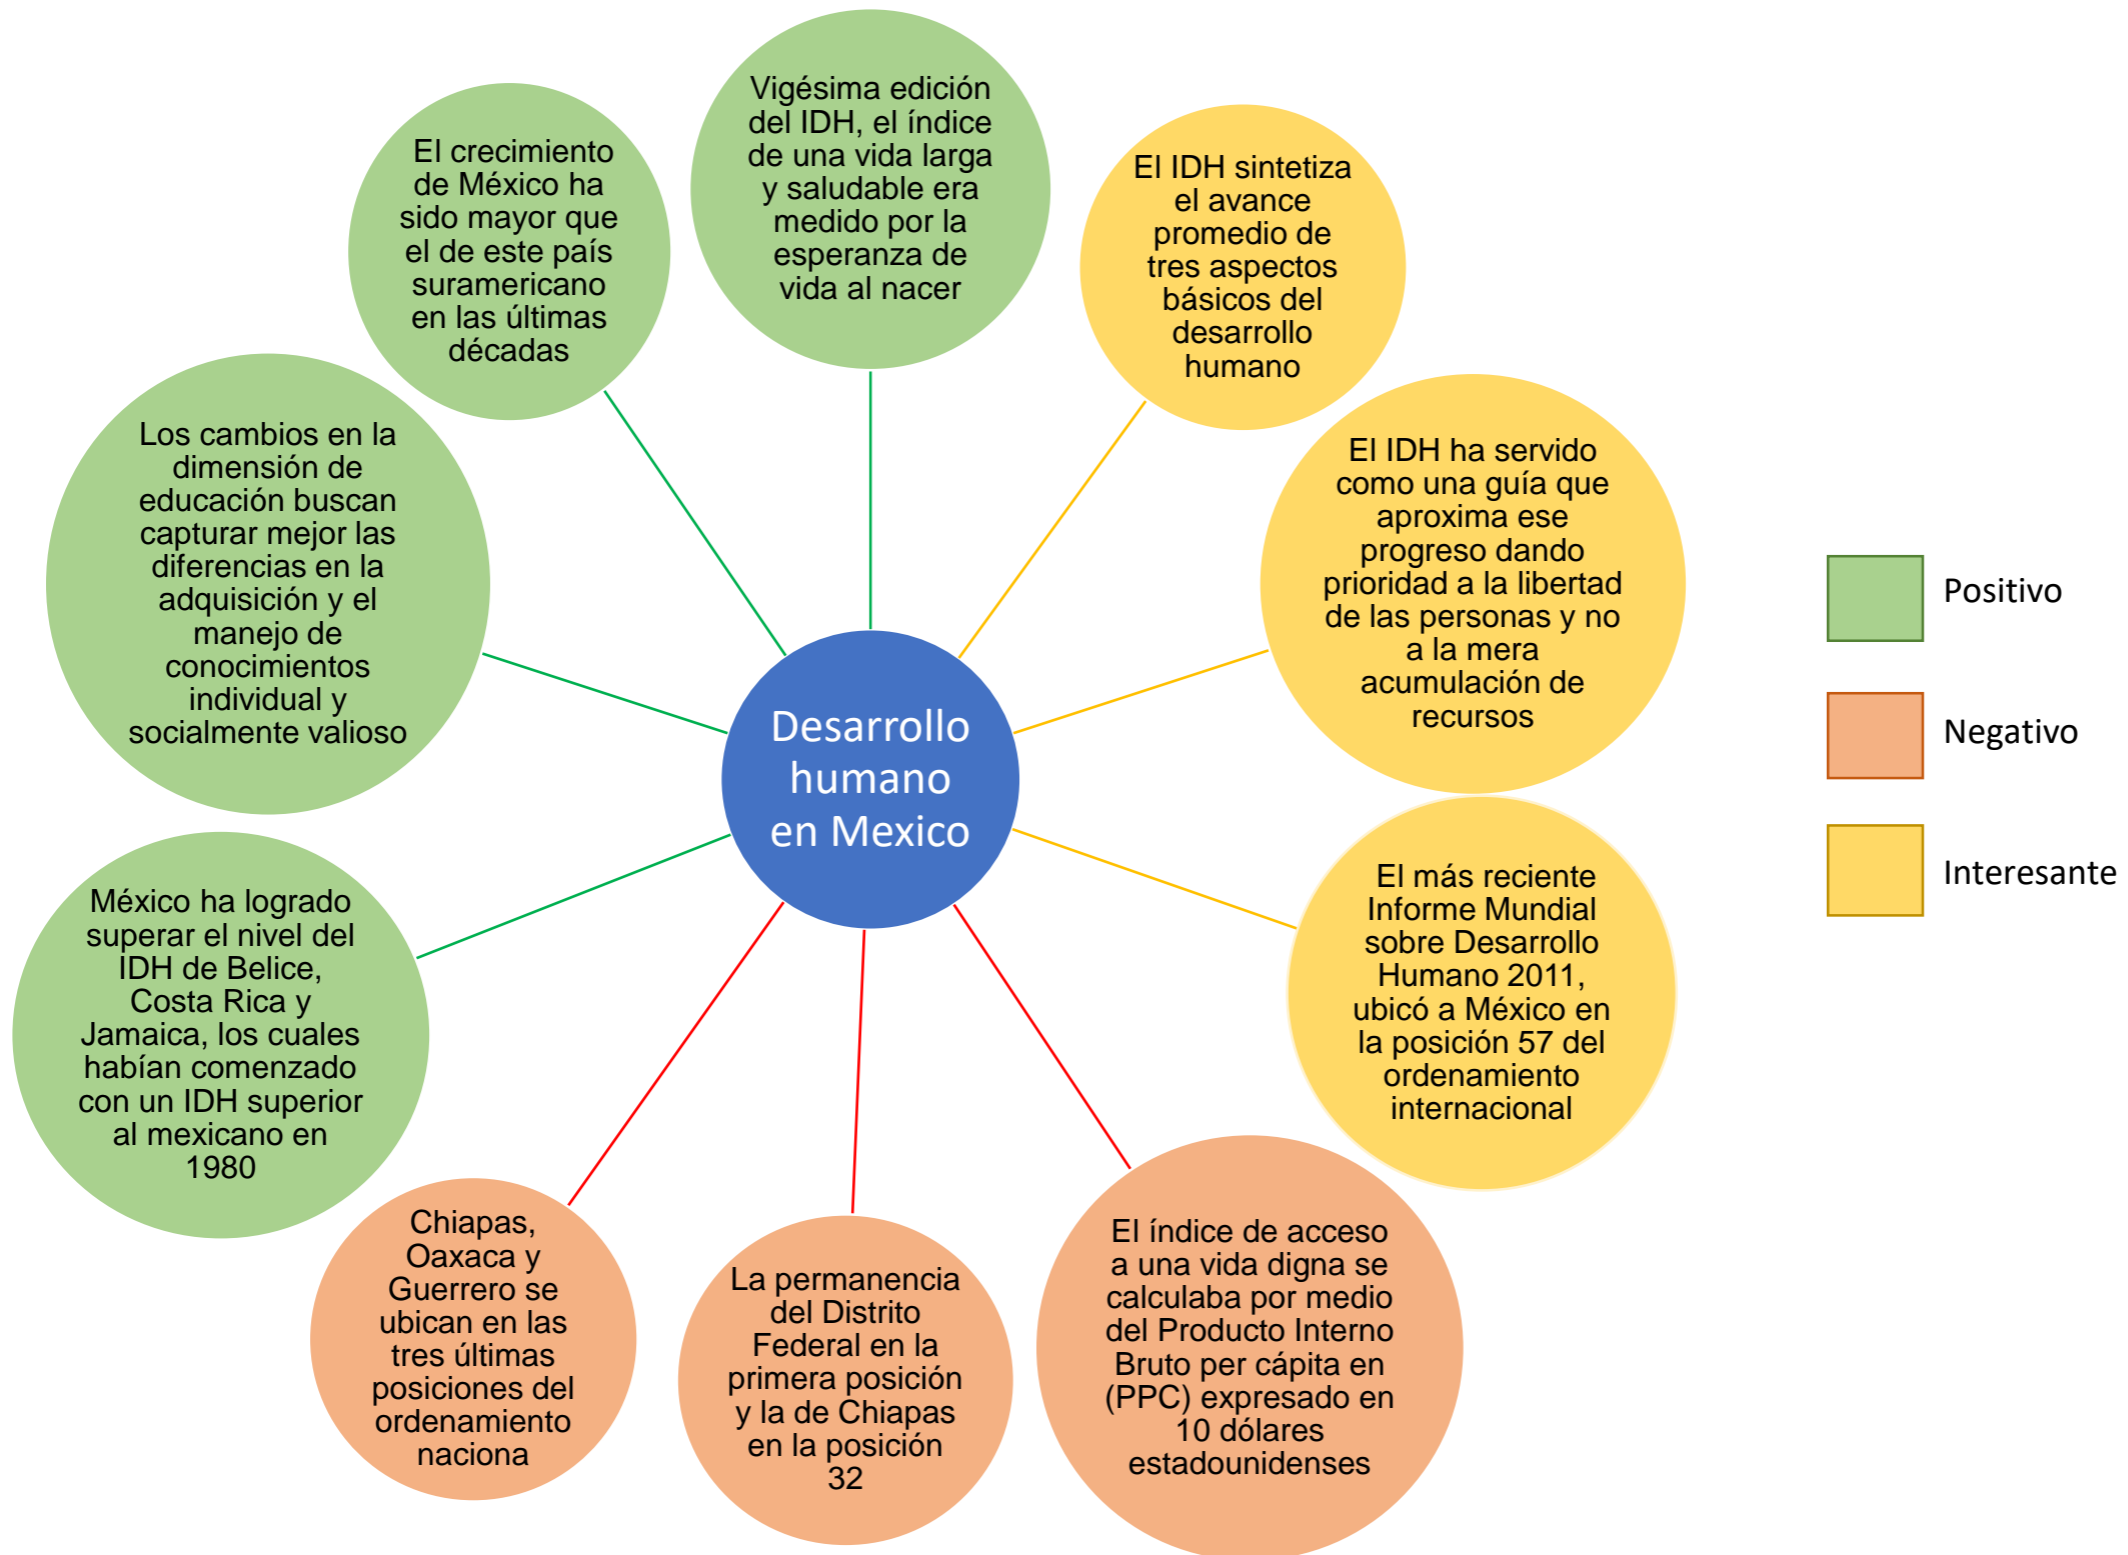 Vigésima edición
del IDH, el índice
de una vida larga
y saludable era
medido por la
esperanza de
vida al nacer
El IDH sintetiza
el avance
promedio de
tres aspectos
básicos del
desarrollo
humano
El IDH ha servido
como una guía que
aproxima ese
progreso dando
prioridad a la libertad
de las personas y no
a la mera
acumulación de
recursos
El más reciente
Informe Mundial
sobre Desarrollo
Humano 2011,
ubicó a México en
la posición 57 del
ordenamiento
internacional
El índice de acceso
a una vida digna se
calculaba por medio
del Producto Interno
Bruto per cápita en
(PPC) expresado en
10 dólares
estadounidenses
La permanencia
del Distrito
Federal en la
primera posición
y la de Chiapas
en la posición
32
Chiapas,
Oaxaca y
Guerrero se
ubican en las
tres últimas
posiciones del
ordenamiento
naciona
México ha logrado
superar el nivel del
IDH de Belice,
Costa Rica y
Jamaica, los cuales
habían comenzado
con un IDH superior
al mexicano en
1980
Los cambios en la
dimensión de
educación buscan
capturar mejor las
diferencias en la
adquisición y el
manejo de
conocimientos
individual y
socialmente valioso
El crecimiento
de México ha
sido mayor que
el de este país
suramericano
en las últimas
décadas
Desarrollo
humano
en Mexico
Positivo
Negativo
Interesante